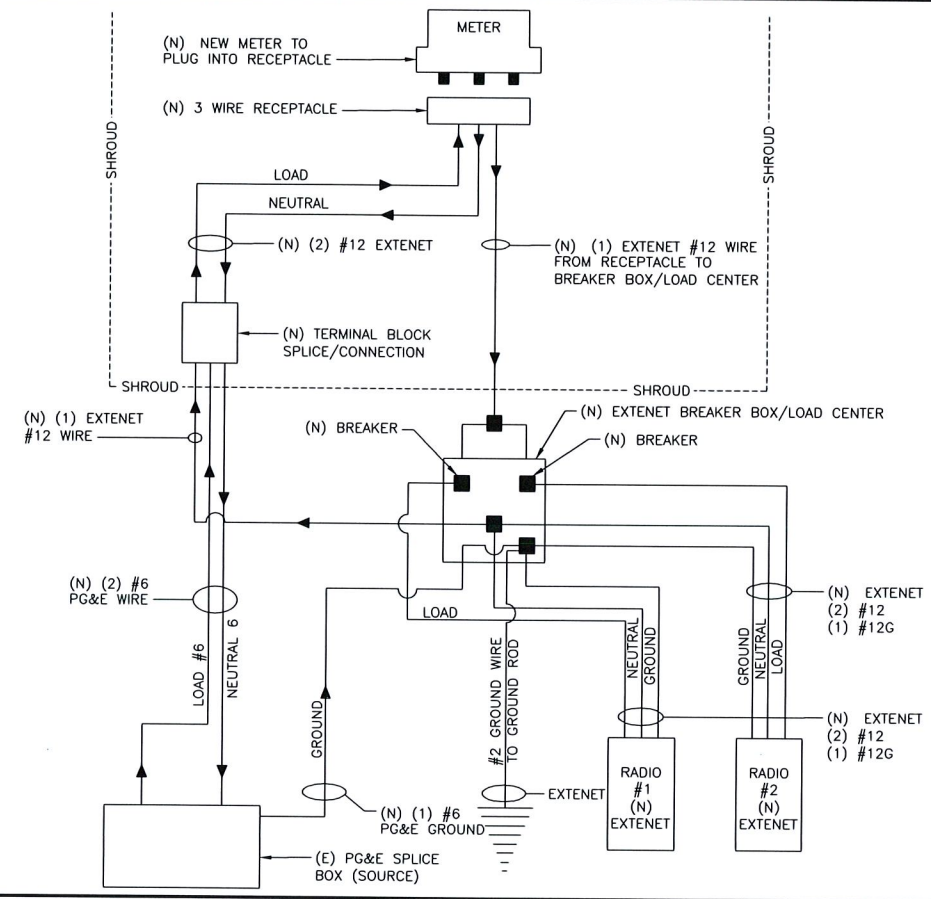 METER
(N) NEW METER TO
PLUG INTO RECEPTACLE
(N) 3 WIRE RECEPTACLE
SHROUD
SHROUD
LOAD
NEUTRAL
(N) (2) #12 EXTENET
(N) (1) EXTENET #12 WIRE
FROM RECEPTACLE TO
BREAKER BOX/LOAD CENTER
(N) TERMINAL BLOCK
SPLICE/CONNECTION
SHROUD
SHROUD
(N) (1) EXTENET
#12 WIRE
(N) BREAKER
(N) EXTENET BREAKER BOX/LOAD CENTER
(N) BREAKER
(N) (2) #6
PG&E WIRE
LOAD #6
NEUTRAL 6
GROUND
LOAD
#2 GROUND WIRE
TO GROUND ROD
NEUTRAL
GROUND
GROUND
NEUTRAL
LOAD
(N) EXTENET
(2) #12
(1) #12G
(N) EXTENET
(2) #12
(1) #12G
RADIO
#1
(N)
EXTENET
RADIO
#2
(N)
EXTENET
EXTENET
(N) (1) #6
PG&E GROUND
(E) PG&E SPLICE
BOX (SOURCE)